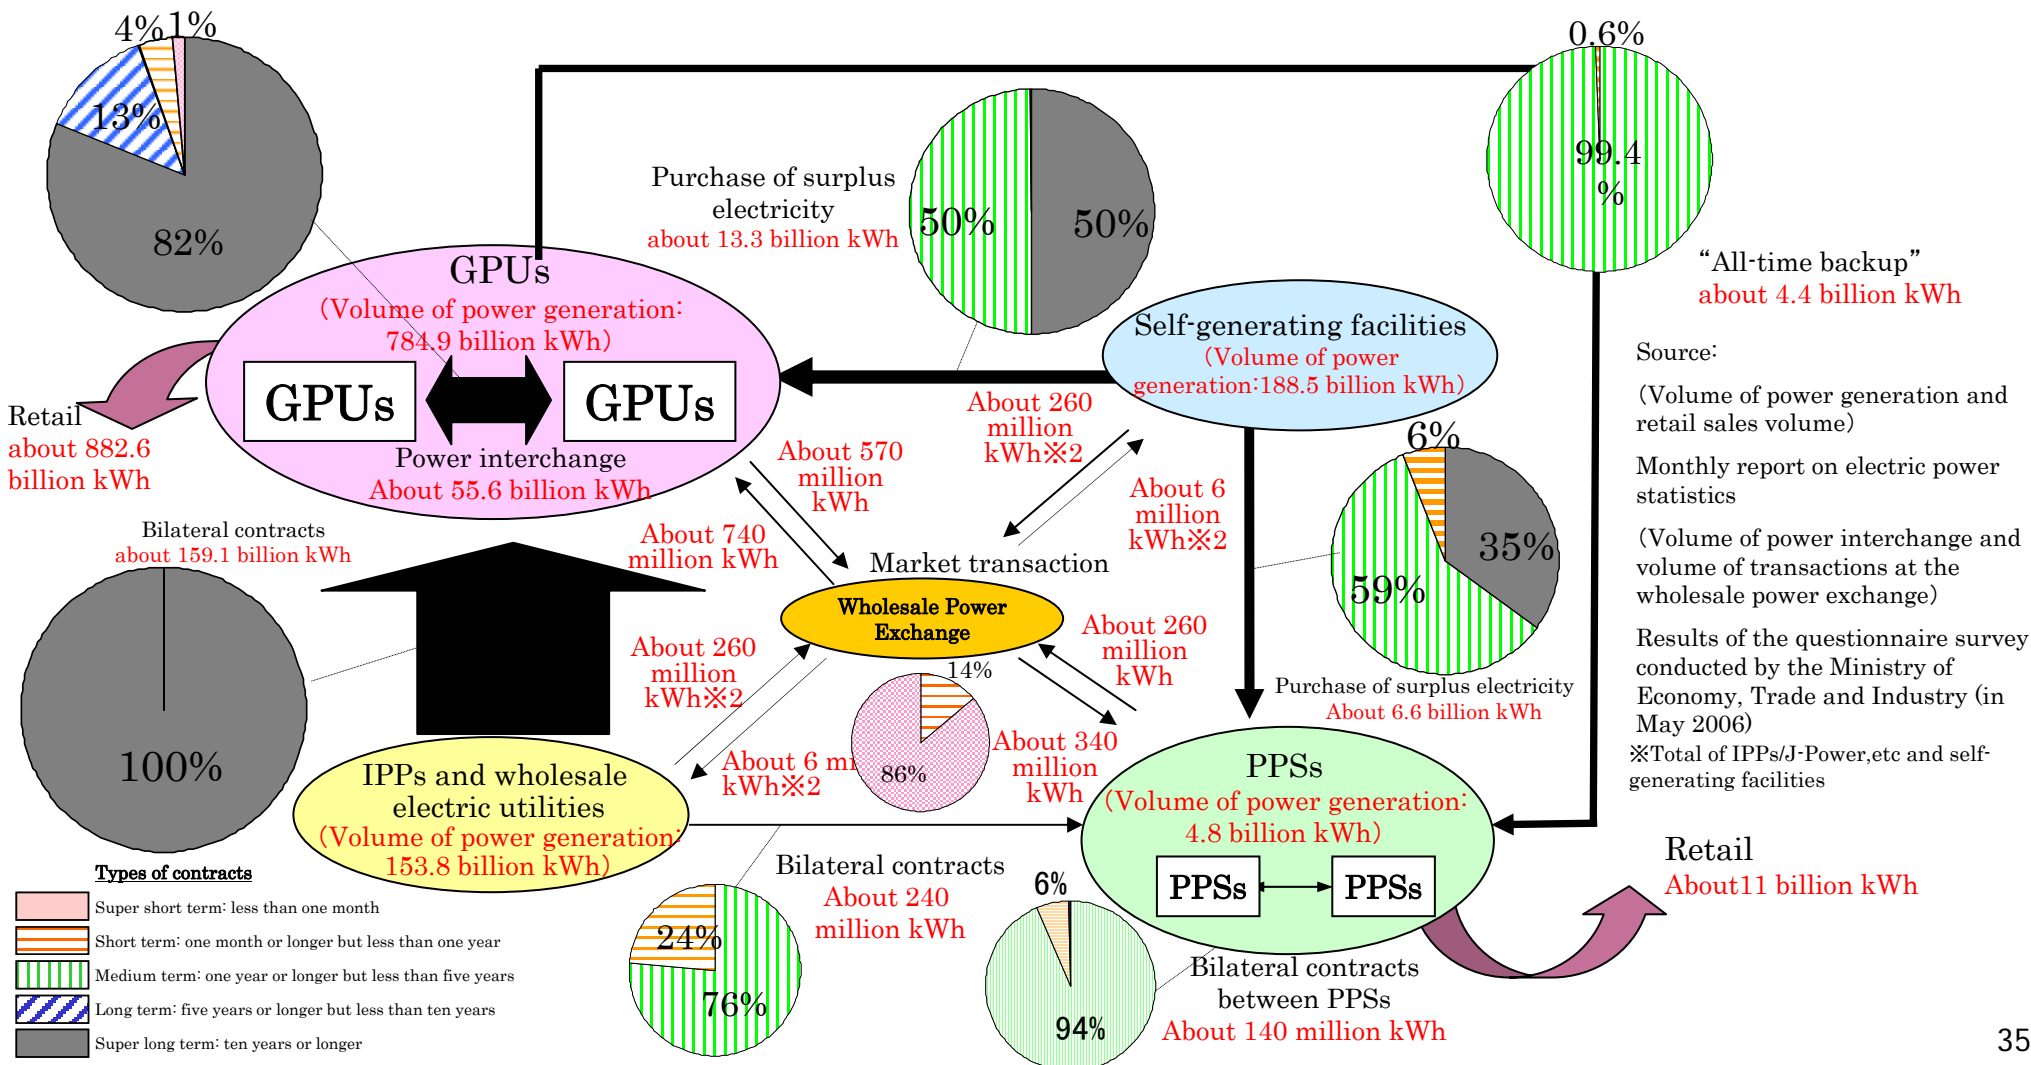 4%
1%
13%
82%
0.6%
99.4
%
Purchase of surplus
electricity
about 13.3 billion kWh
50%
50%
"All-time backup"
about 4.4 billion kWh
GPUs
(Volume of power generation:
784.9 billion kWh)
GPUs
GPUs
Power interchange
About 55.6 billion kWh
Self-generating facilities
(Volume of power
generation:188.5 billion kWh)
Retail
about 882.6
billion kWh
About 260
million
kWh※2
About 6
million
kWh※2
About 570
million
kWh
About 740
million kWh
6%
35%
59%
Purchase of surplus electricity
About 6.6 billion kWh
Source:
(Volume of power generation and
retail sales volume)
Monthly report on electric power
statistics
(Volume of power interchange and
volume of transactions at the
wholesale power exchange)
Results of the questionnaire survey
conducted by the Ministry of
Economy, Trade and Industry (in
May 2006)
※Total of IPPs/J-Power,etc and self-
generating facilities
Bilateral contracts
about 159.1 billion kWh
100%
Market transaction
Wholesale Power
Exchange
14%
86%
About 260
million
kWh※2
About 6 mi
kWh※2
About 260
million
kWh
About 340
million
kWh
IPPs and wholesale
electric utilities
(Volume of power generation:
153.8 billion kWh)
PPSs
(Volume of power generation:
4.8 billion kWh)
PPSs
PPSs
Retail
About11 billion kWh
Bilateral contracts
About 240
million kWh
24%
76%
6%
94%
Bilateral contracts
between PPSs
About 140 million kWh
Types of contracts
Super short term: less than one month
Short term: one month or longer but less than one year
Medium term: one year or longer but less than five years
Long term: five years or longer but less than ten years
Super long term: ten years or longer
35